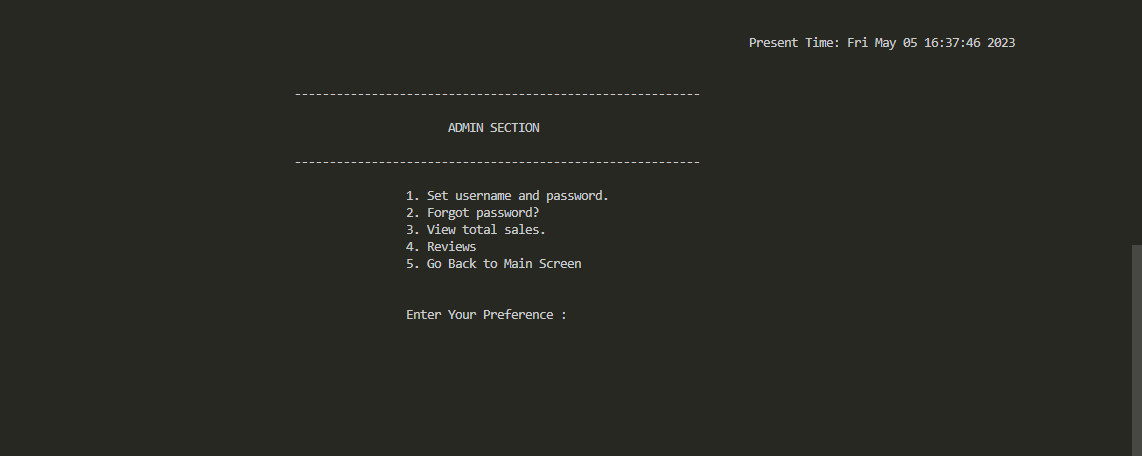 Present Time: Fri May 05 16:37:46 2023
----------------------------------------------------------
ADMIN SECTION
----------------------------------------------------------
1. Set username and password.
2. Forgot password?
3. View total sales.
4. Reviews
5. Go Back to Main Screen
Enter Your Preference :